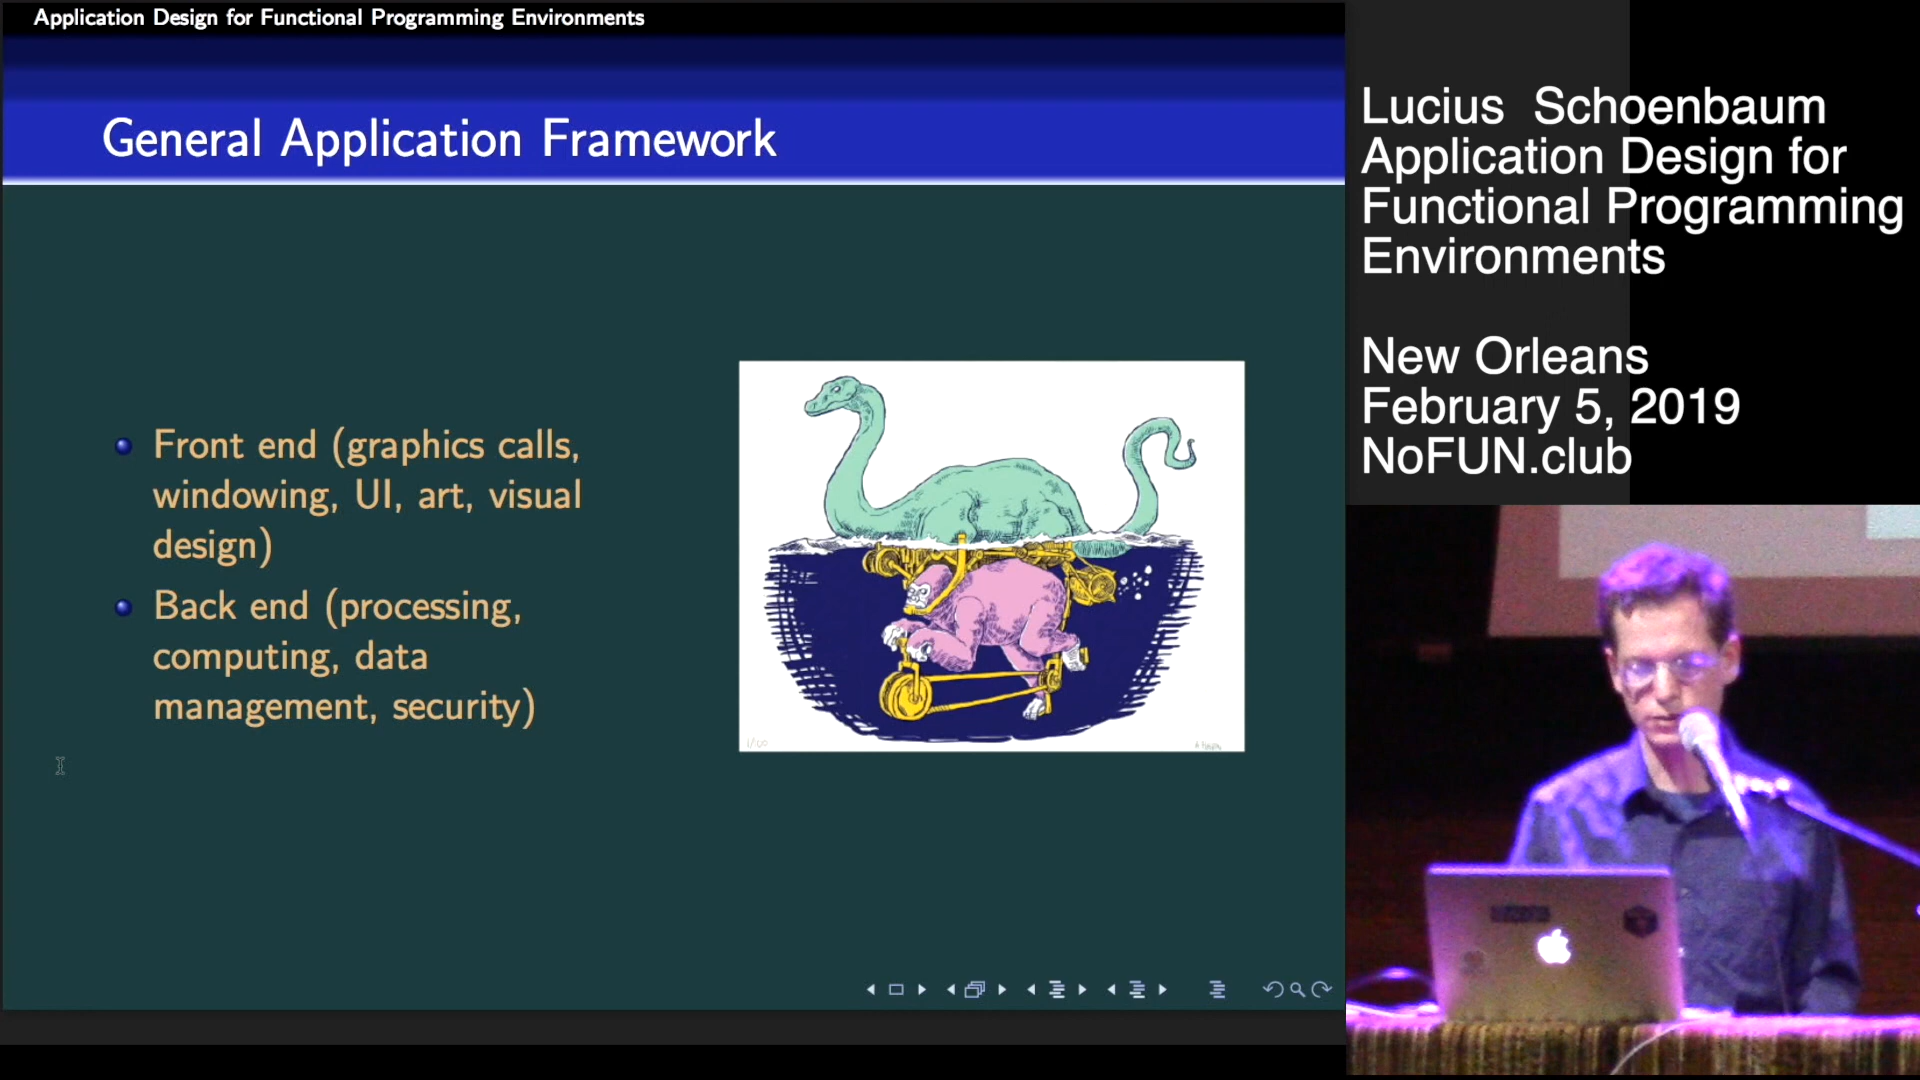 Application Design for Functional Programming Environments
General Application Framework
Front end (graphics calls,
windowing, UI, art, visual
design)
Back end (processing,
computing, data
management, security)
Lucius Schoenbaum
Application Design for
Functional Programming
Environments
New Orleans
February 5, 2019
NoFUN.club